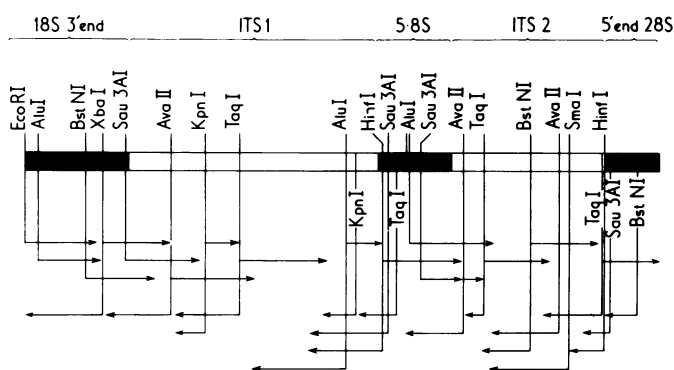 18S 3′end ITS 1 5·8S ITS 2 5′end 28S
EcoRI
AluI
Bst NI
Xba I
Sau 3AI
Ava II
Kpn I
Taq I
Alu I
Hinf I
Sau 3AI
Alu I
Sau 3AI
Ava II
Taq I
Bst NI
Ava II
Sma I
Hinf I
Kpn I
Taq I
Taq I
Sau 3AI
Bst NI